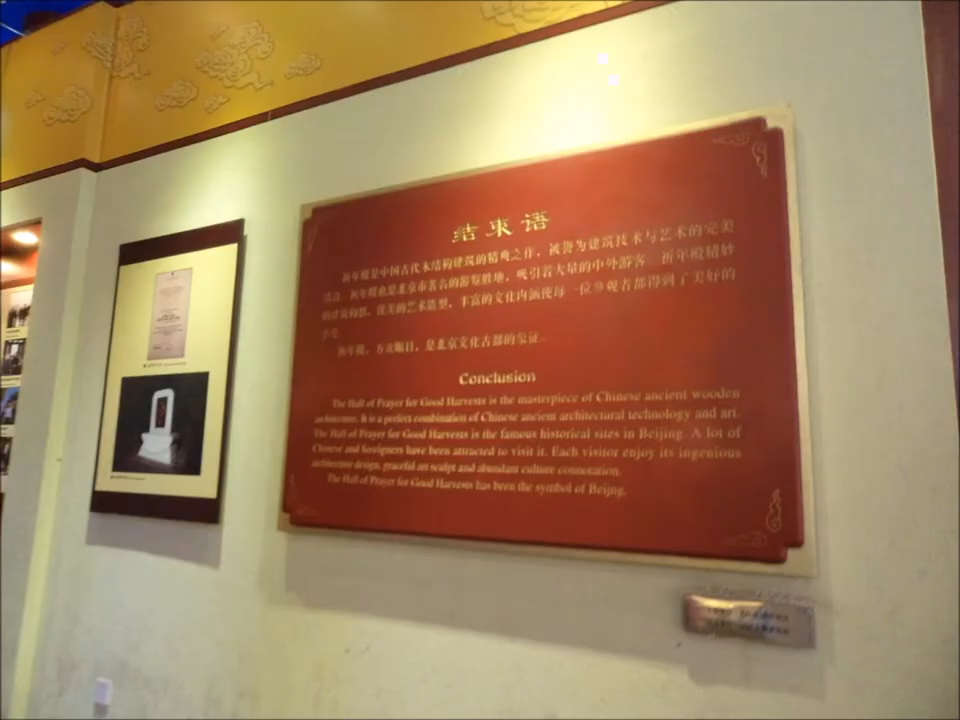 结束语
祈年殿是中国古代木结构建筑的精典之作，被誉为建筑技术与艺术的完美
结合。祈年殿也是北京市著名的游览胜地，吸引着大量的中外游客。祈年殿精妙
的建筑构想，优美的艺术造型，丰富的文化内涵使每一位参观者都得到了美好的
享受。
祈年殿，万众瞩目，是北京文化古都的象征。
Conclusion
The Hall of Prayer for Good Harvests is the masterpiece of Chinese ancient wooden
architecture. It is a prefect combination of Chinese ancient architectural technology and art.
The Hall of Prayer for Good Harvests is the famous historical sites in Beijing. A lot of
Chinese and foreigners have been attracted to visit it. Each visitor enjoy its ingenious
architecture design, graceful art sculpt and abundant culture connotation.
The Hall of Prayer for Good Harvests has been the symbol of Beijng.